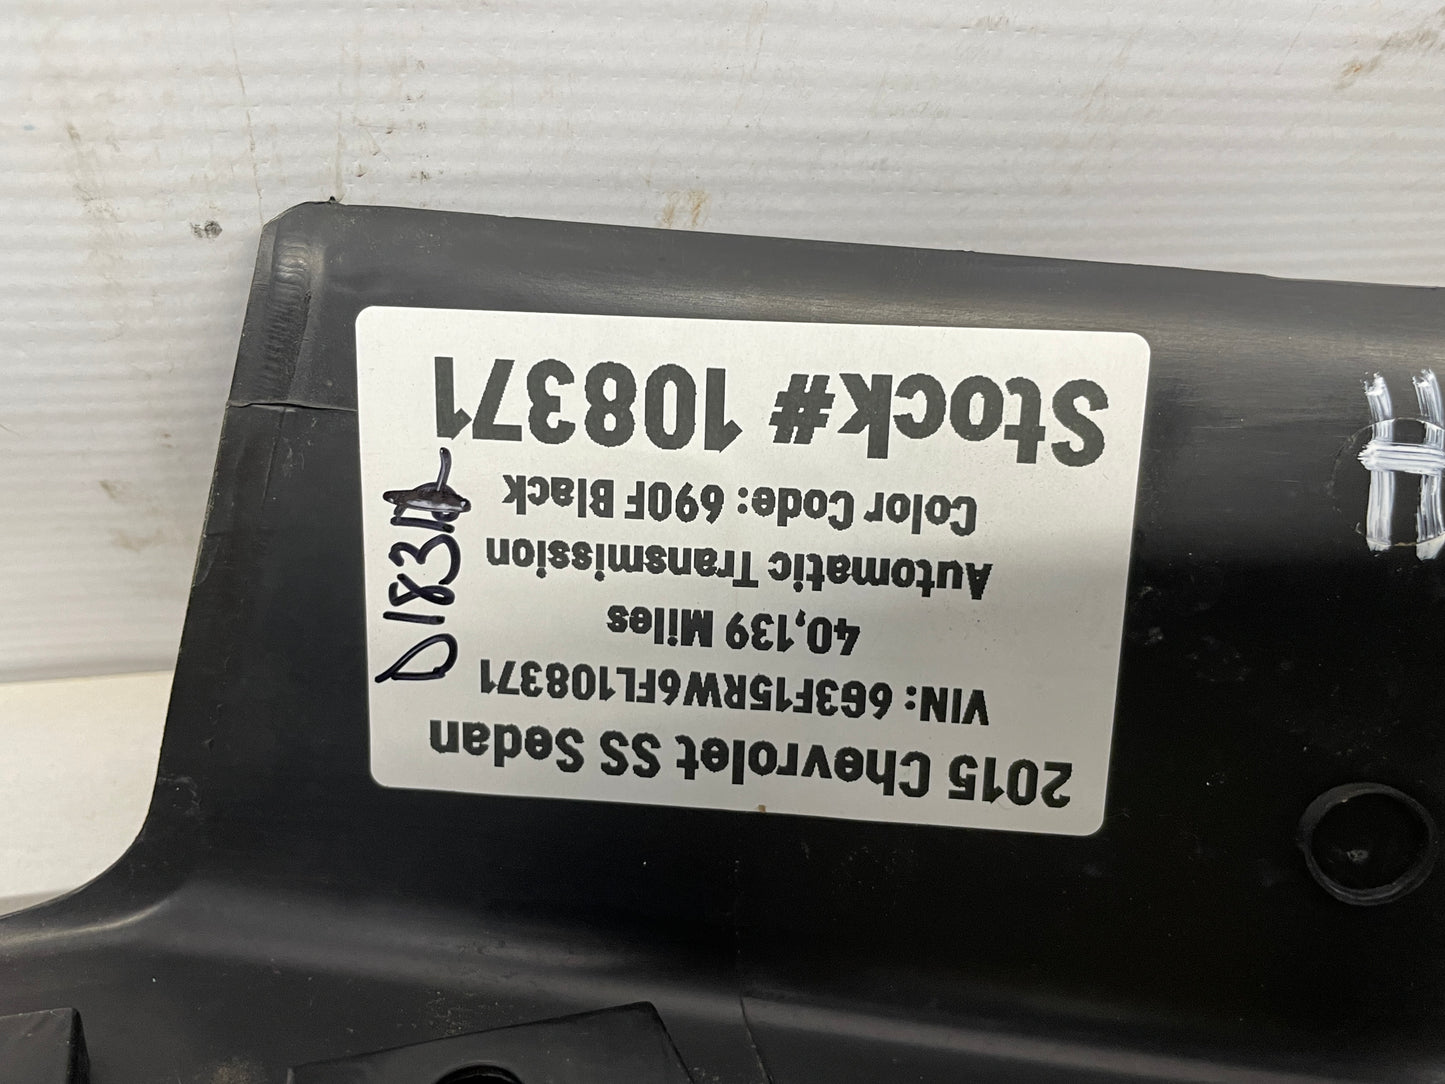 2015 Chevrolet SS Sedan
VIN: 6G3F15RW6FL108371
40,139 Miles
Automatic Transmission
Color Code: 690F Black
Stock# 108371